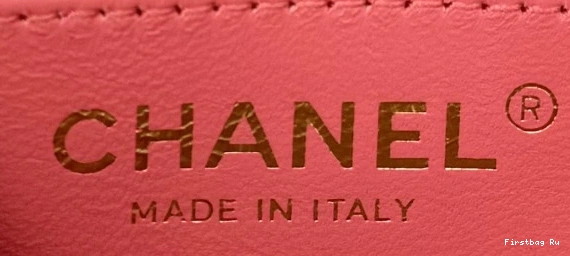 CHANEL ®
MADE IN ITALY
Firstbag Ru